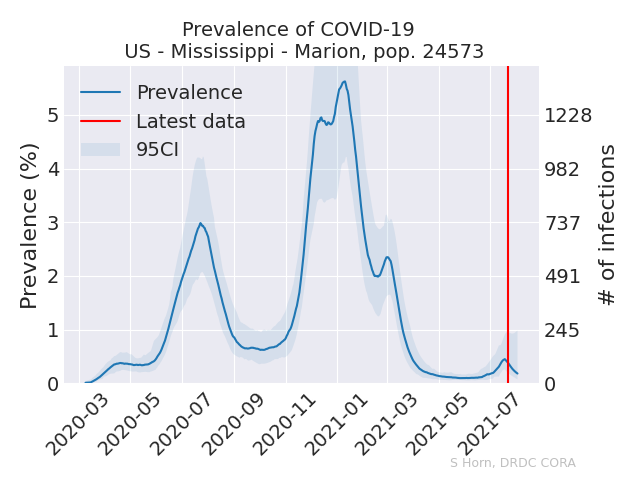 Prevalence of COVID-19
US - Mississippi - Marion, pop. 24573
Prevalence
Latest data
95CI
Prevalence (%)
5
4
3
2
1
0
# of infections
1228
982
737
491
245
0
2020-03
2020-05
2020-07
2020-09
2020-11
2021-01
2021-03
2021-05
2021-07
S Horn, DRDC CORA